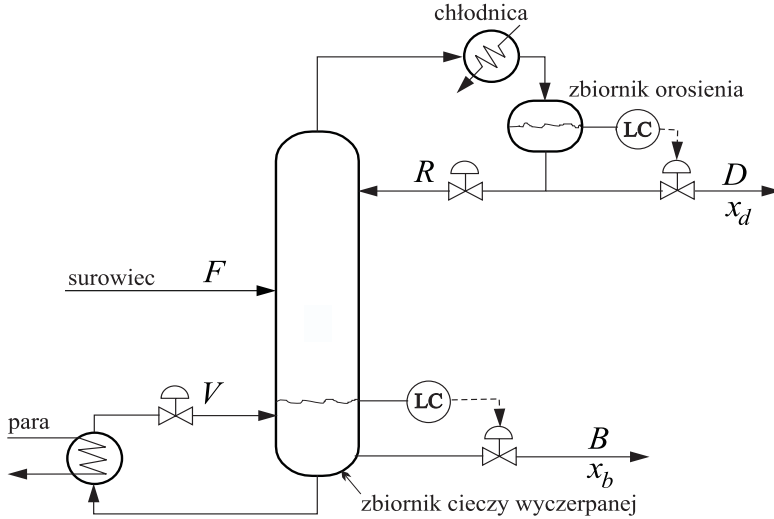 chłodnica
zbiornik orosienia
LC
R
D
x_d
surowiec
F
V
LC
para
B
x_b
zbiornik cieczy wyczerpanej